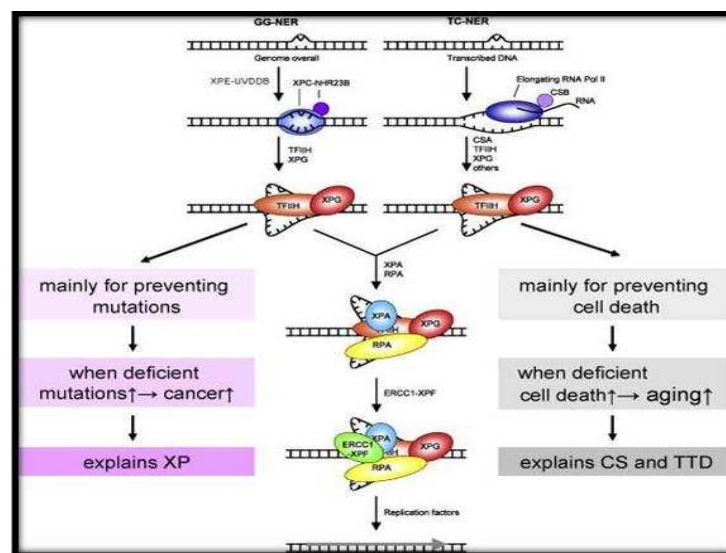 GG-NER
TC-NER
Genome overall
Transcribed DNA
XPE-UVDDB
XPC-hHR23B
Elongating RNA Pol II
CSB
RNA
TFIIH
XPG
CSA
TFIIH
XPG
others
TFIIH
XPG
TFIIH
XPG
XPA
RPA
mainly for preventing
mutations
mainly for preventing
cell death
XPA
XPG
RPA
when deficient
mutations↑→ cancer↑
when deficient
cell death↑→ aging↑
ERCC1-XPF
ERCC1
-XPF
XPA
XPG
RPA
explains XP
explains CS and TTD
Replication factors